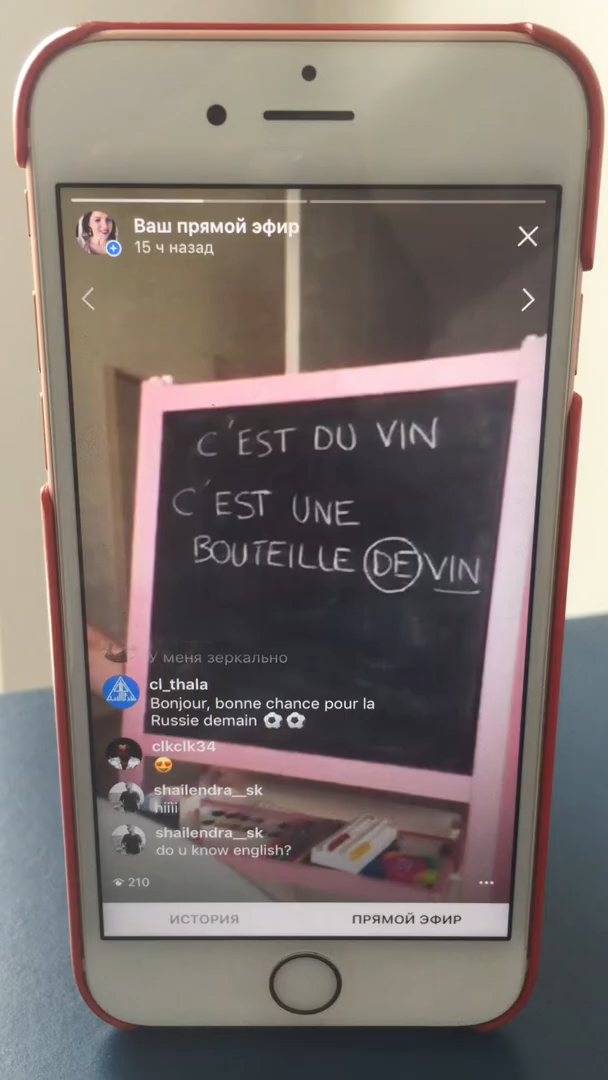 Ваш прямой эфир
15 ч назад
C'EST DU VIN
C'EST UNE
BOUTEILLE DE VIN
У меня зеркально
cl_thala
Bonjour, bonne chance pour la
Russie demain ⚽⚽
clkclk34
😍
shailendra__sk
hiiii
shailendra__sk
do u know english?
210
ИСТОРИЯ
ПРЯМОЙ ЭФИР